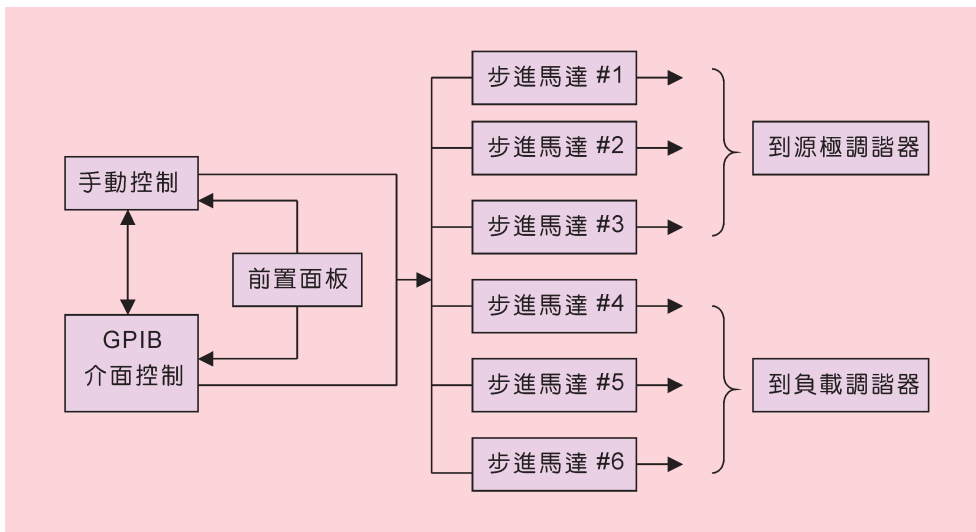 手動控制
GPIB
介面控制
前置面板
步進馬達 #1
步進馬達 #2
步進馬達 #3
步進馬達 #4
步進馬達 #5
步進馬達 #6
到源極調諧器
到負載調諧器